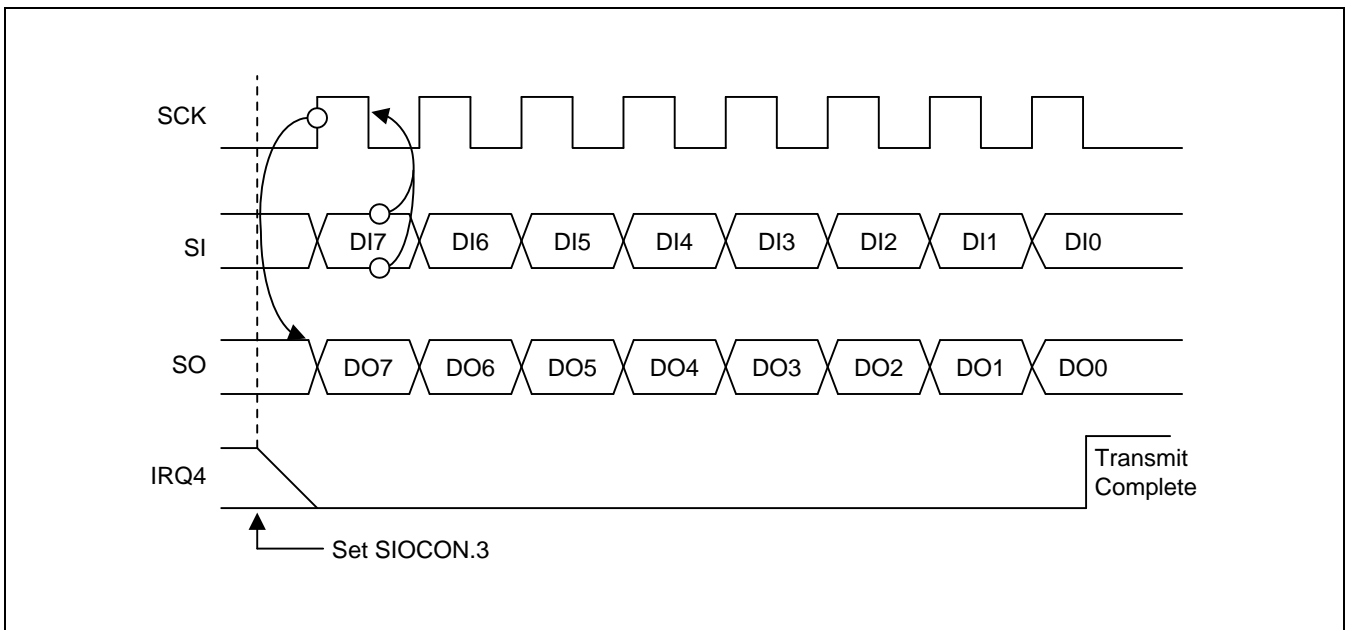 SCK
SI
DI7 DI6 DI5 DI4 DI3 DI2 DI1 DI0
SO
DO7 DO6 DO5 DO4 DO3 DO2 DO1 DO0
IRQ4
Transmit
Complete
Set SIOCON.3